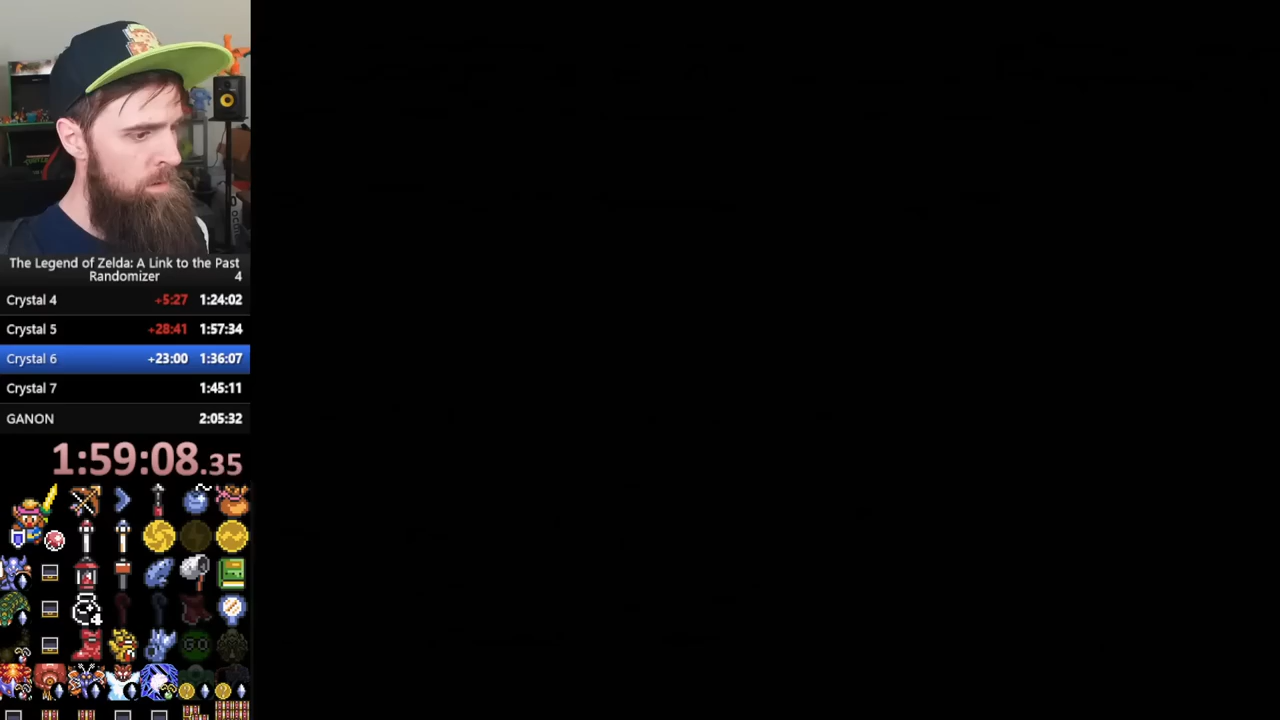 The Legend of Zelda: A Link to the Past
Randomizer 4
Crystal 4 +5:27 1:24:02
Crystal 5 +28:41 1:57:34
Crystal 6 +23:00 1:36:07
Crystal 7 1:45:11
GANON 2:05:32
1:59:08.35
4
GO